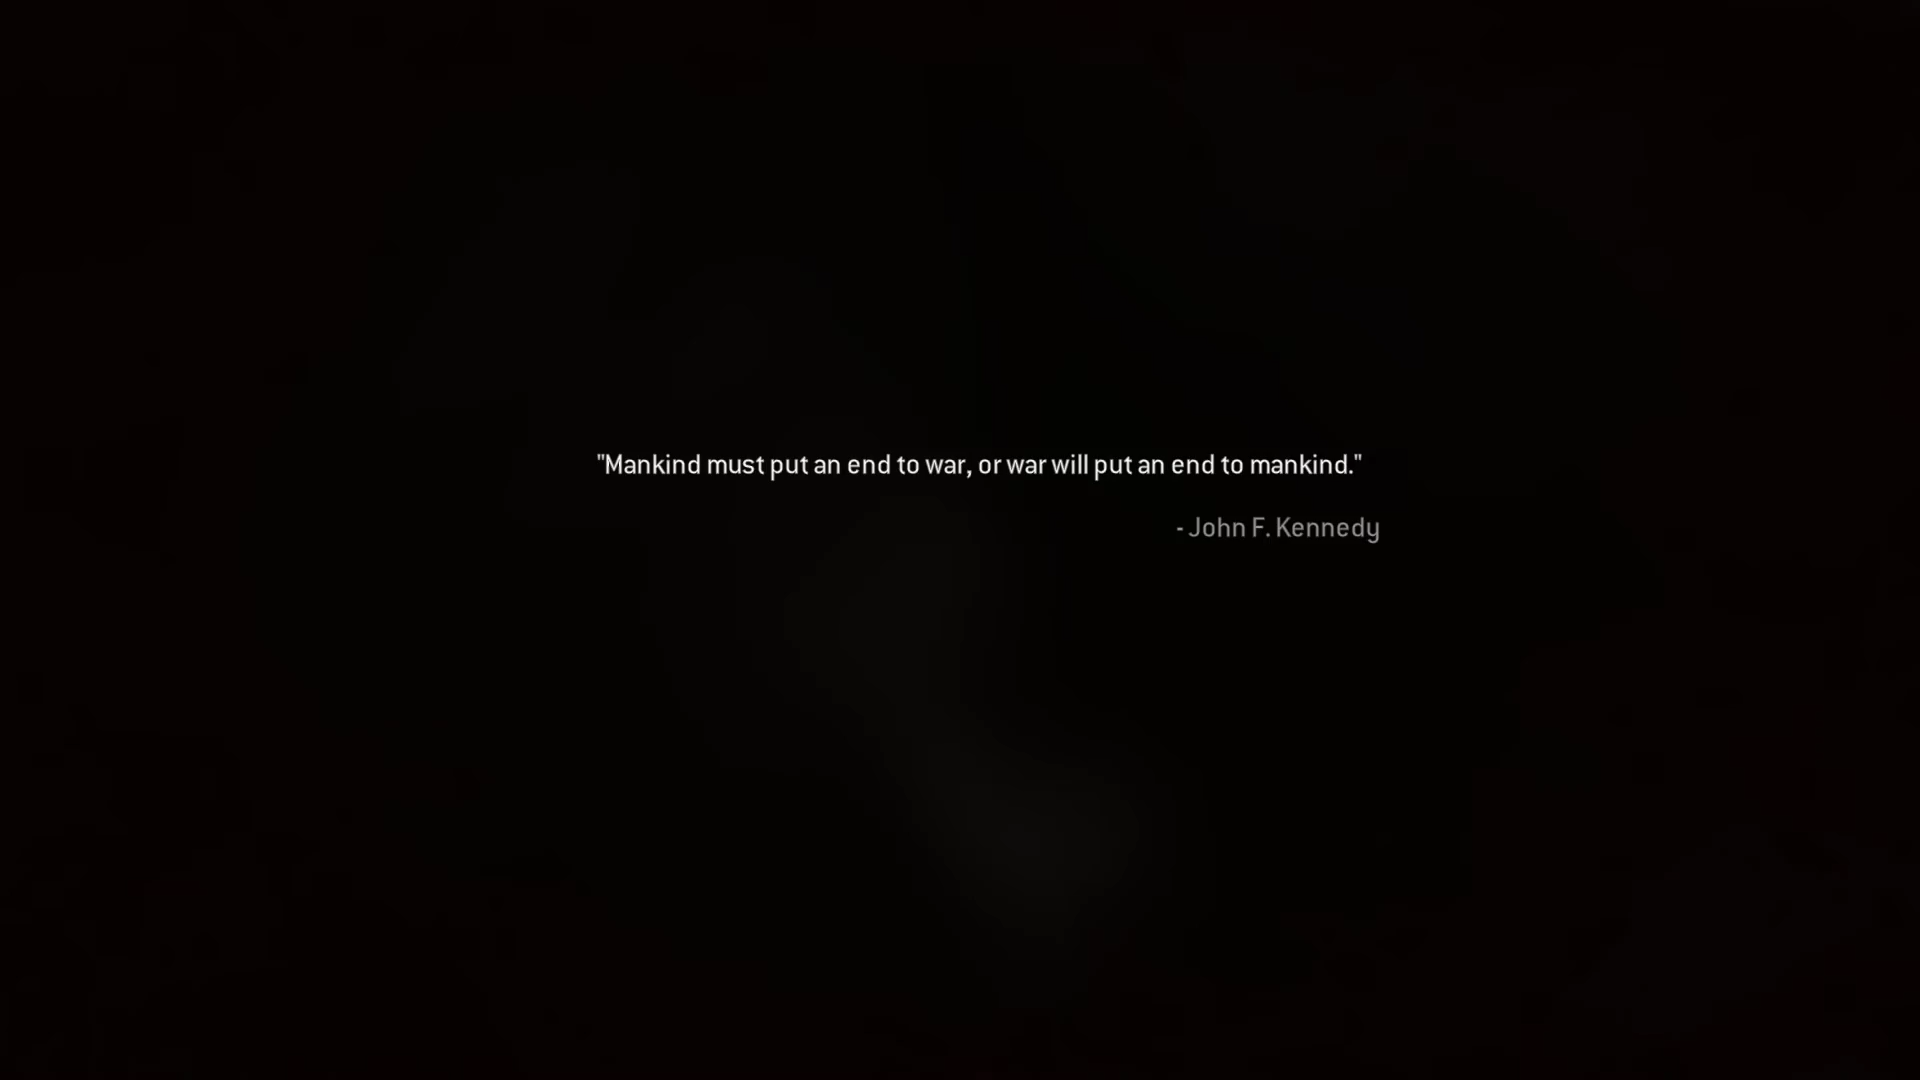 "Mankind must put an end to war, or war will put an end to mankind."
- John F. Kennedy